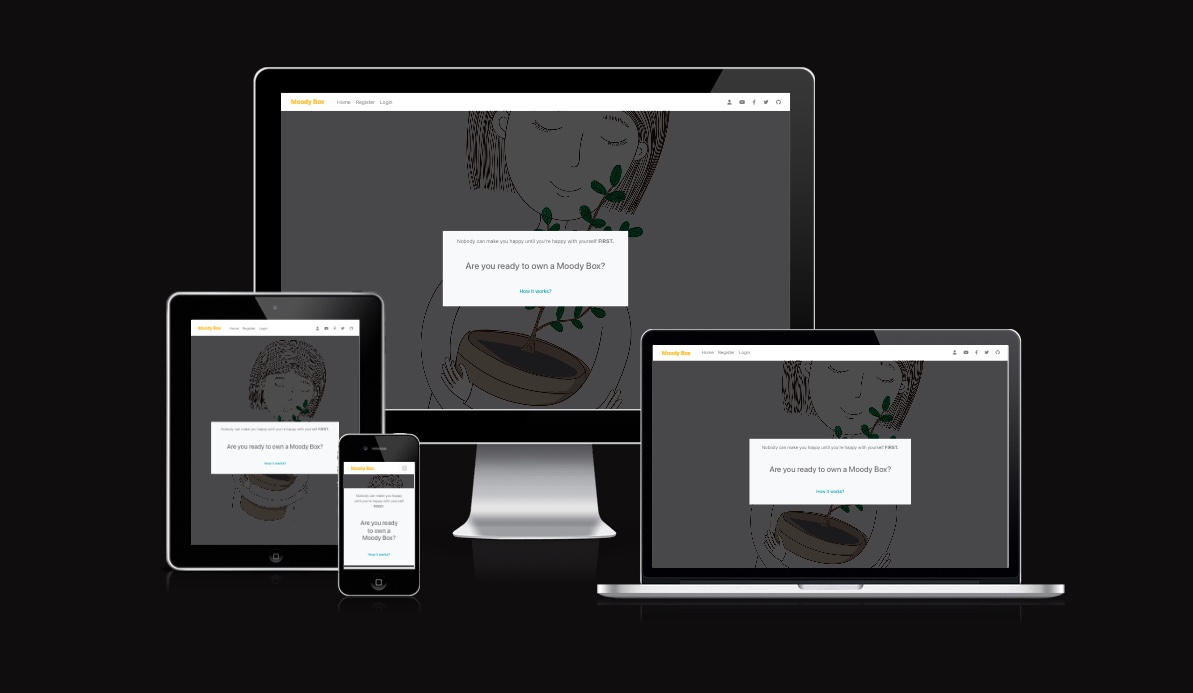 Moody Box Home Register Login
Nobody can make you happy until you're happy with yourself FIRST.
Are you ready to own a Moody Box?
How it works?
Moody Box Home Register Login
Nobody can make you happy until you're happy with yourself FIRST.
Are you ready to own a Moody Box?
How it works?
Moody Box
Nobody can make you happy
until you're happy with yourself
FIRST.
Are you ready
to own a
Moody Box?
How it works?
Moody Box Home Register Login
Nobody can make you happy until you're happy with yourself FIRST.
Are you ready to own a Moody Box?
How it works?